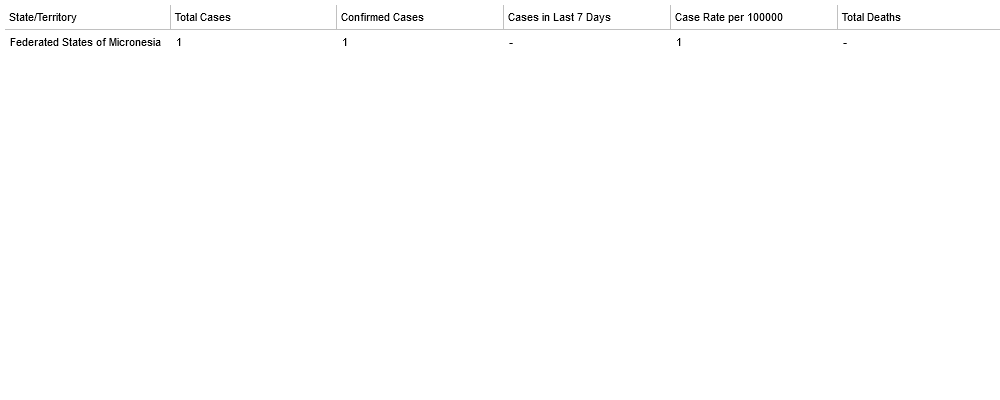 State/Territory Total Cases Confirmed Cases Cases in Last 7 Days Case Rate per 100000 Total Deaths
Federated States of Micronesia 1 1 - 1 -